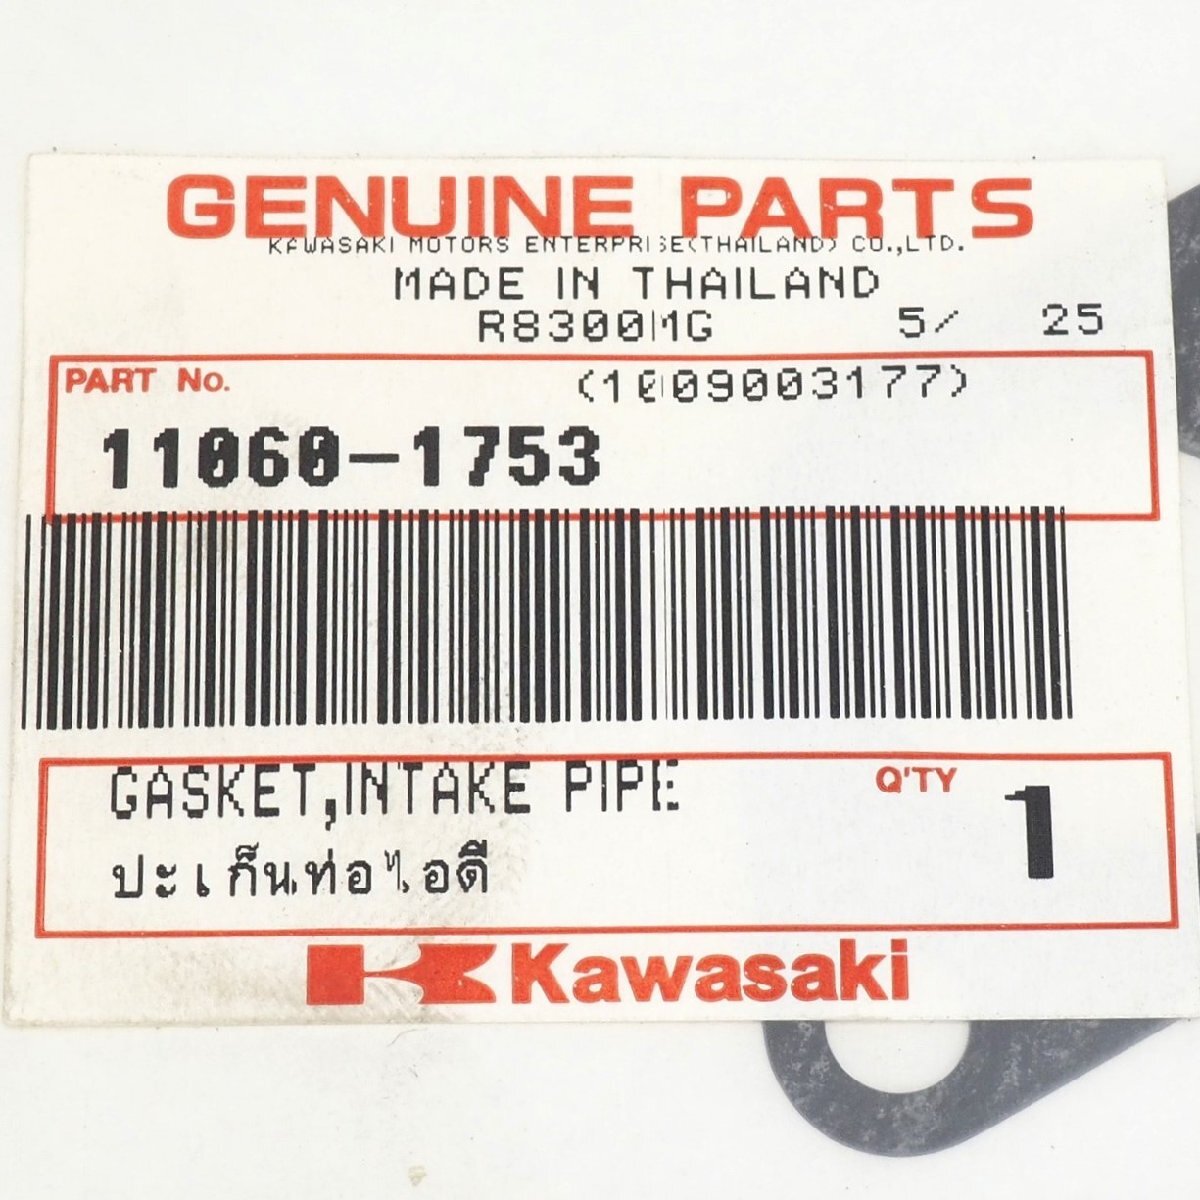 GENUINE PARTS
KAWASAKI MOTORS ENTERPRISE(THAILAND) CO.,LTD.
MADE IN THAILAND
R8300MG 5/ 25
PART No. (1009003177)
11060-1753
GASKET,INTAKE PIPE Q'TY 1
ปะเก็นท่อไอดี
Kawasaki